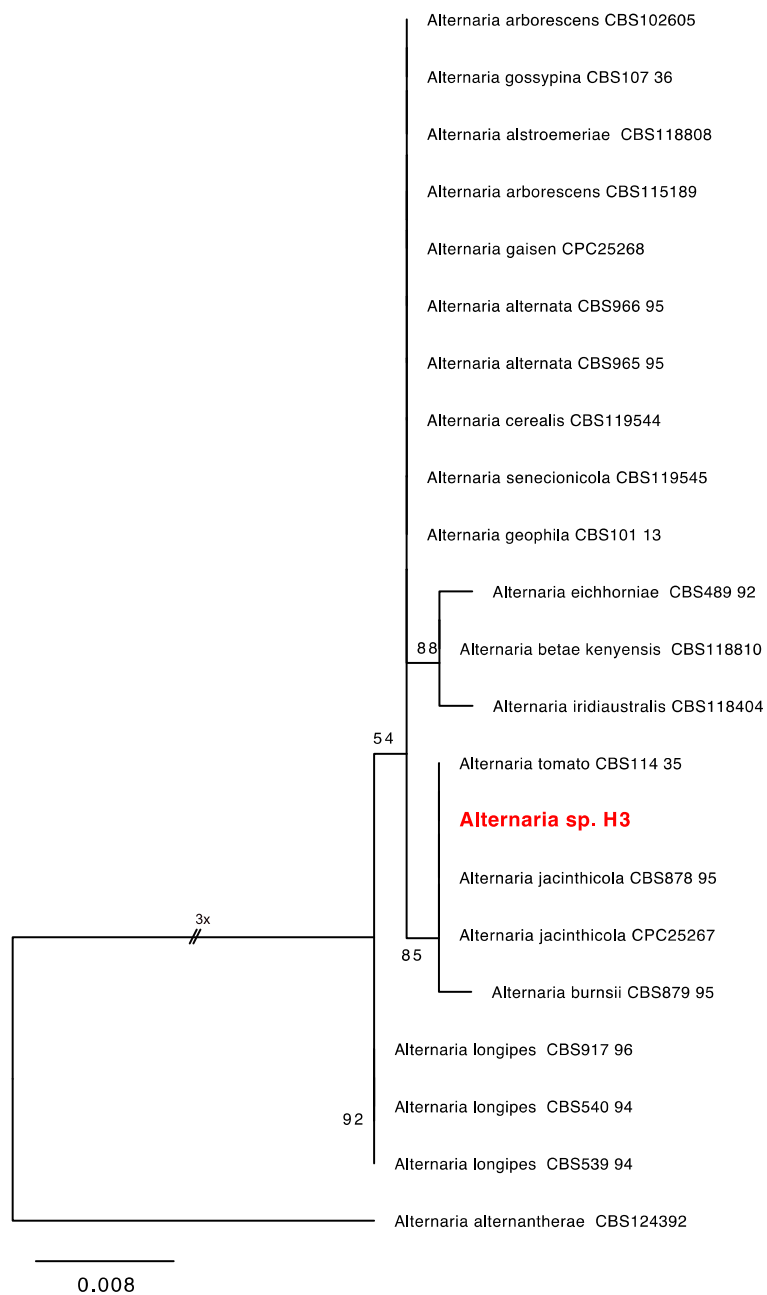 Alternaria arborescens CBS102605
Alternaria gossypina CBS107 36
Alternaria alstroemeriae CBS118808
Alternaria arborescens CBS115189
Alternaria gaisen CPC25268
Alternaria alternata CBS966 95
Alternaria alternata CBS965 95
Alternaria cerealis CBS119544
Alternaria senecionicola CBS119545
Alternaria geophila CBS101 13
Alternaria eichhorniae CBS489 92
88
Alternaria betae kenyensis CBS118810
Alternaria iridiaustralis CBS118404
54
Alternaria tomato CBS114 35
Alternaria sp. H3
Alternaria jacinthicola CBS878 95
3x
Alternaria jacinthicola CPC25267
85
Alternaria burnsii CBS879 95
Alternaria longipes CBS917 96
Alternaria longipes CBS540 94
92
Alternaria longipes CBS539 94
Alternaria alternantherae CBS124392
0.008